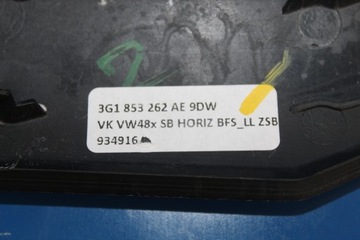 3G1 853 262 AE 9DW
VK VW48x SB HORIZ BFS_LL ZSB
934916